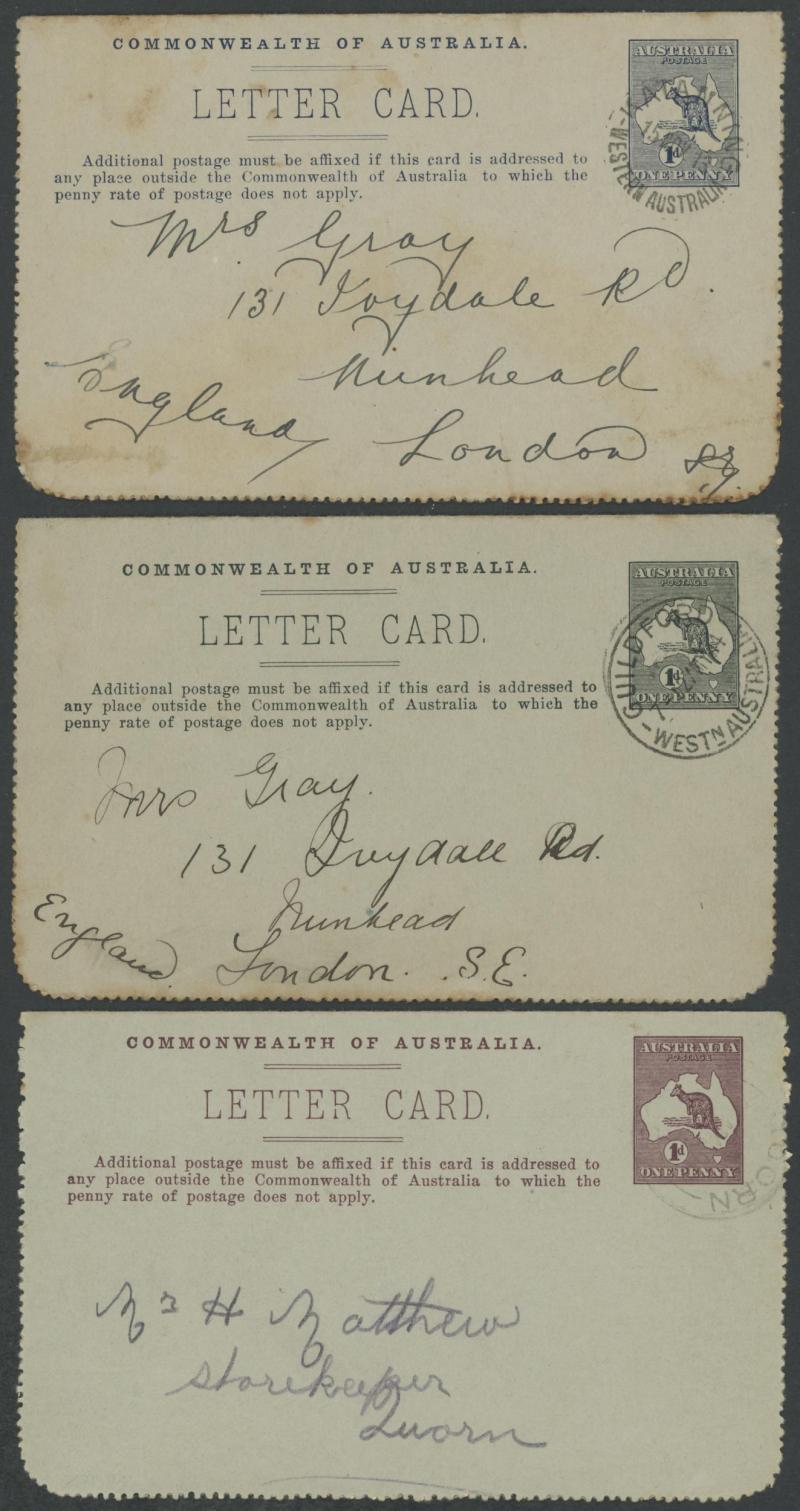 COMMONWEALTH OF AUSTRALIA.
LETTER CARD.
Additional postage must be affixed if this card is addressed to
any place outside the Commonwealth of Australia to which the
penny rate of postage does not apply.
AUSTRALIA
POSTAGE
1d
ONE PENNY
KATANNING
WESTERN AUSTRALIA
Mrs Gray
131 Ivydale Rd.
Nunhead
England
London
COMMONWEALTH OF AUSTRALIA.
LETTER CARD.
Additional postage must be affixed if this card is addressed to
any place outside the Commonwealth of Australia to which the
penny rate of postage does not apply.
AUSTRALIA
POSTAGE
1d
ONE PENNY
GUILDFORD
-WESTN AUSTRALIA
Mrs Gray.
131 Ivydale Rd.
Nunhead
England.
London. S.E.
COMMONWEALTH OF AUSTRALIA.
LETTER CARD.
Additional postage must be affixed if this card is addressed to
any place outside the Commonwealth of Australia to which the
penny rate of postage does not apply.
AUSTRALIA
POSTAGE
1d
ONE PENNY
Mr H Matthew
storekeeper
Quorn